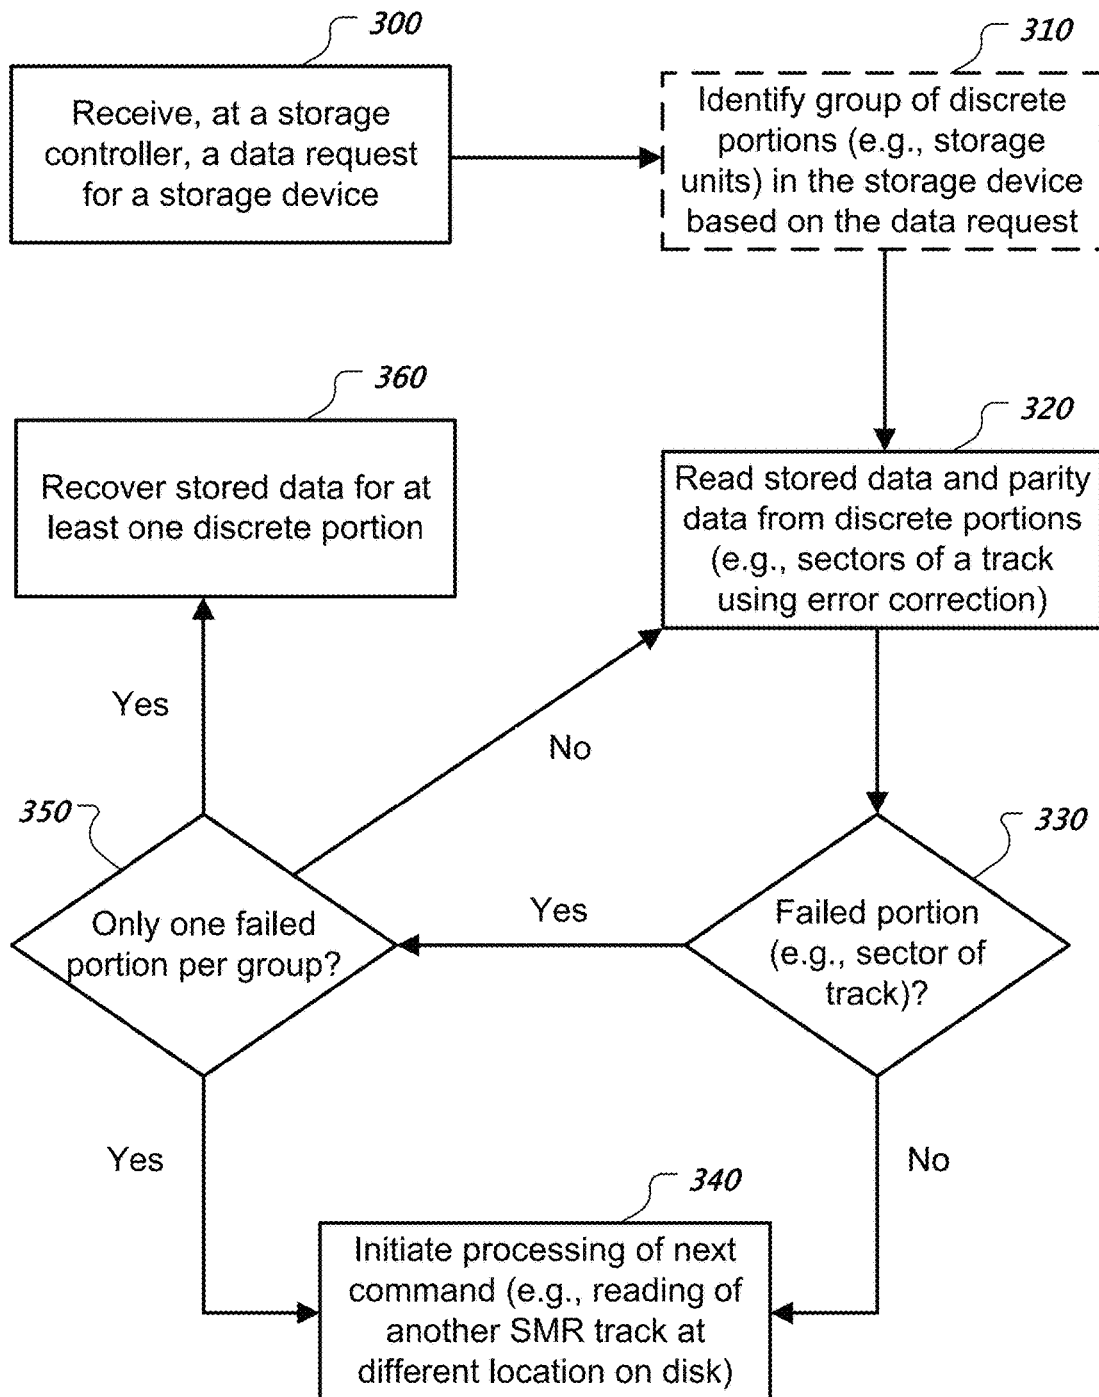 300
Receive, at a storage
controller, a data request
for a storage device
310
Identify group of discrete
portions (e.g., storage
units) in the storage device
based on the data request
360
Recover stored data for at
least one discrete portion
320
Read stored data and parity
data from discrete portions
(e.g., sectors of a track
using error correction)
Yes
No
350
Only one failed
portion per group?
Yes
330
Failed portion
(e.g., sector of
track)?
Yes
No
340
Initiate processing of next
command (e.g., reading of
another SMR track at
different location on disk)